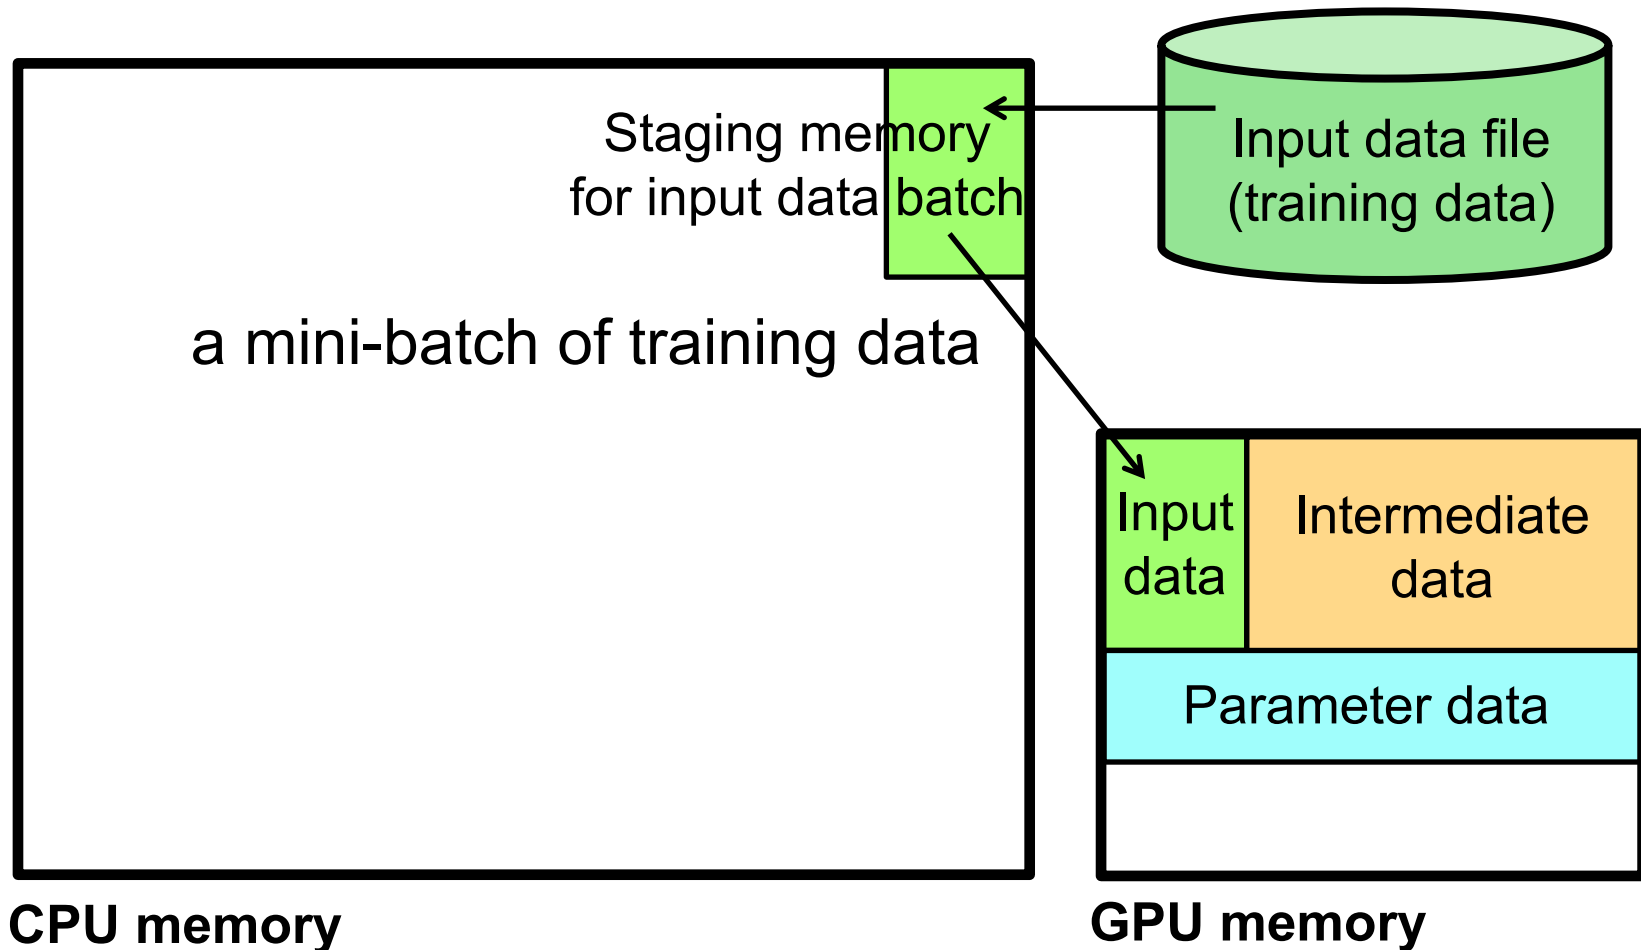 Staging memory
for input data batch
Input data file
(training data)
a mini-batch of training data
Input
data
Intermediate
data
Parameter data
CPU memory
GPU memory